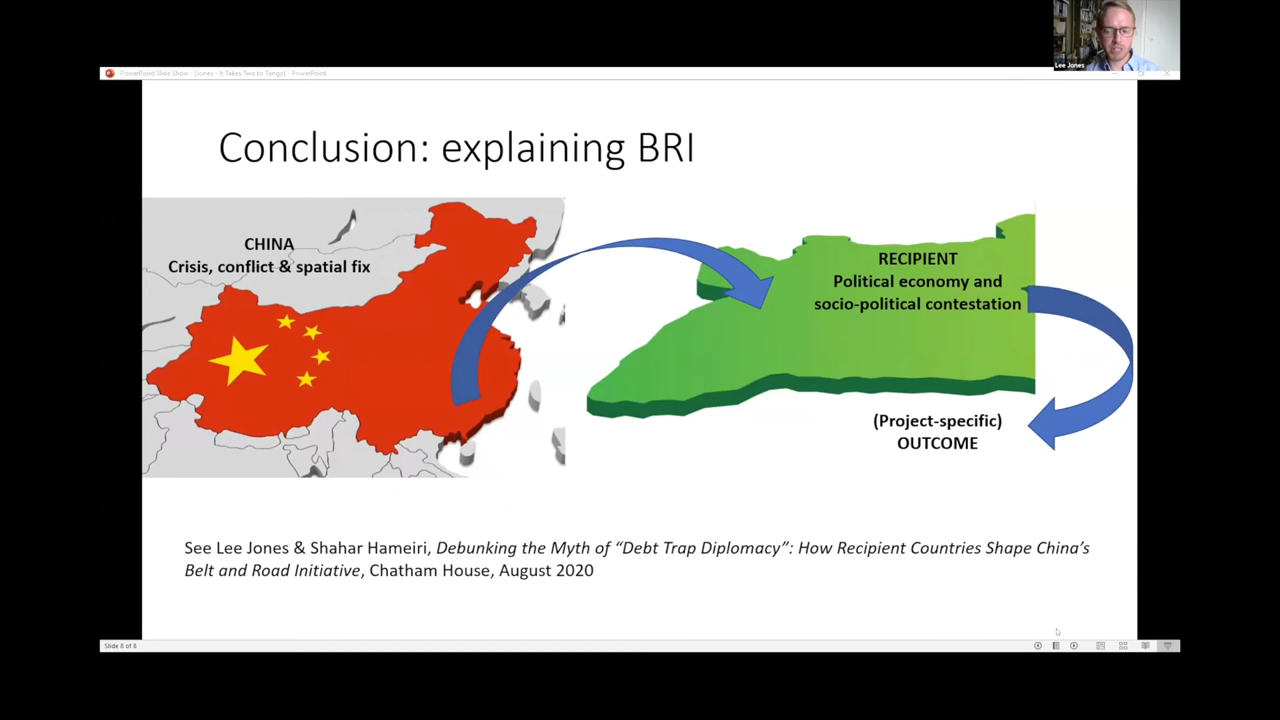 Lee Jones
PowerPoint Slide Show - [Jones - It Takes Two to Tango] - PowerPoint
Conclusion: explaining BRI
CHINA
Crisis, conflict & spatial fix
RECIPIENT
Political economy and
socio-political contestation
(Project-specific)
OUTCOME
See Lee Jones & Shahar Hameiri, Debunking the Myth of “Debt Trap Diplomacy”: How Recipient Countries Shape China’s
Belt and Road Initiative, Chatham House, August 2020
Slide 8 of 8